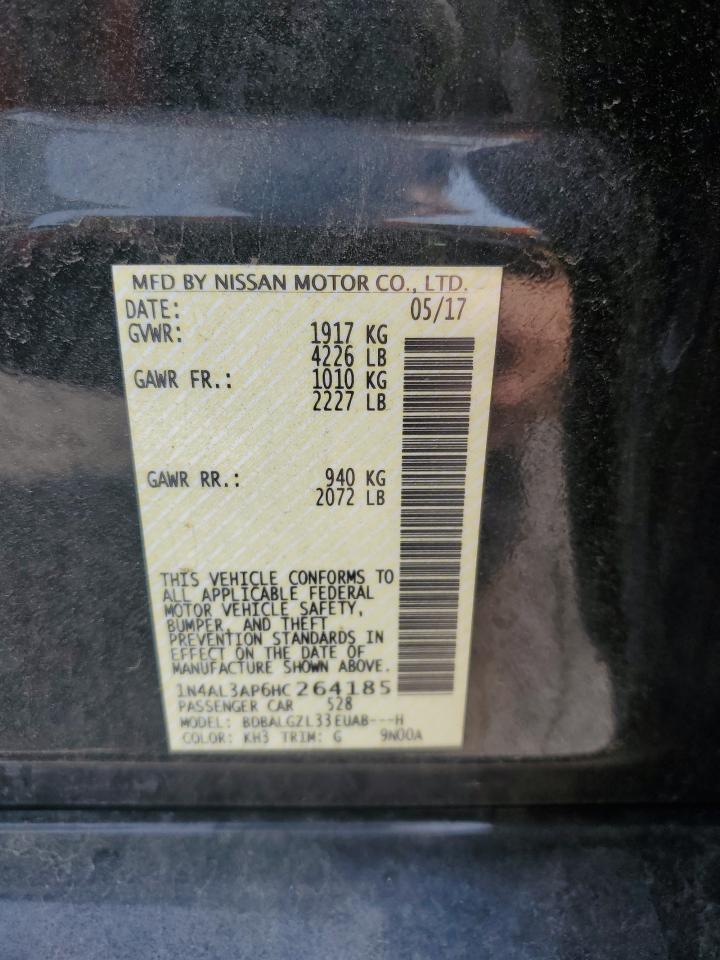 MFD BY NISSAN MOTOR CO., LTD.
DATE: 05/17
GVWR: 1917 KG
4226 LB
GAWR FR.: 1010 KG
2227 LB
GAWR RR.: 940 KG
2072 LB
THIS VEHICLE CONFORMS TO
ALL APPLICABLE FEDERAL
MOTOR VEHICLE SAFETY,
BUMPER, AND THEFT
PREVENTION STANDARDS IN
EFFECT ON THE DATE OF
MANUFACTURE SHOWN ABOVE.
1N4AL3AP6HC264185
PASSENGER CAR 528
MODEL: BDBALGZL33EUAB---H
COLOR: KH3 TRIM: G 9N00A